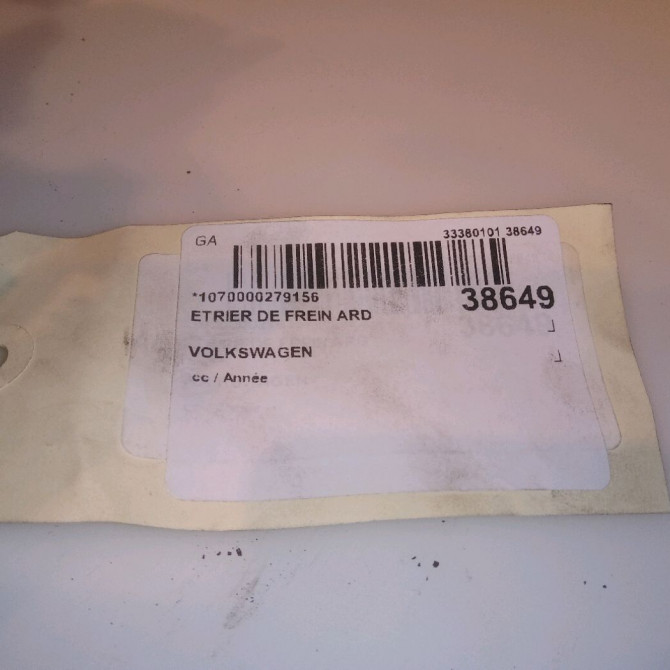 GA
33380101 38649
*1070000279156
38649
ETRIER DE FREIN ARD
VOLKSWAGEN
cc / Année